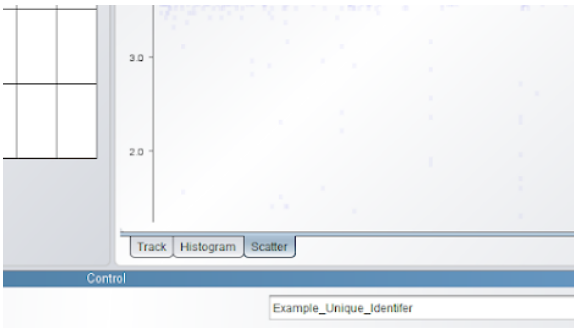 3.0
2.0
Track Histogram Scatter
Control
Example_Unique_Identifer